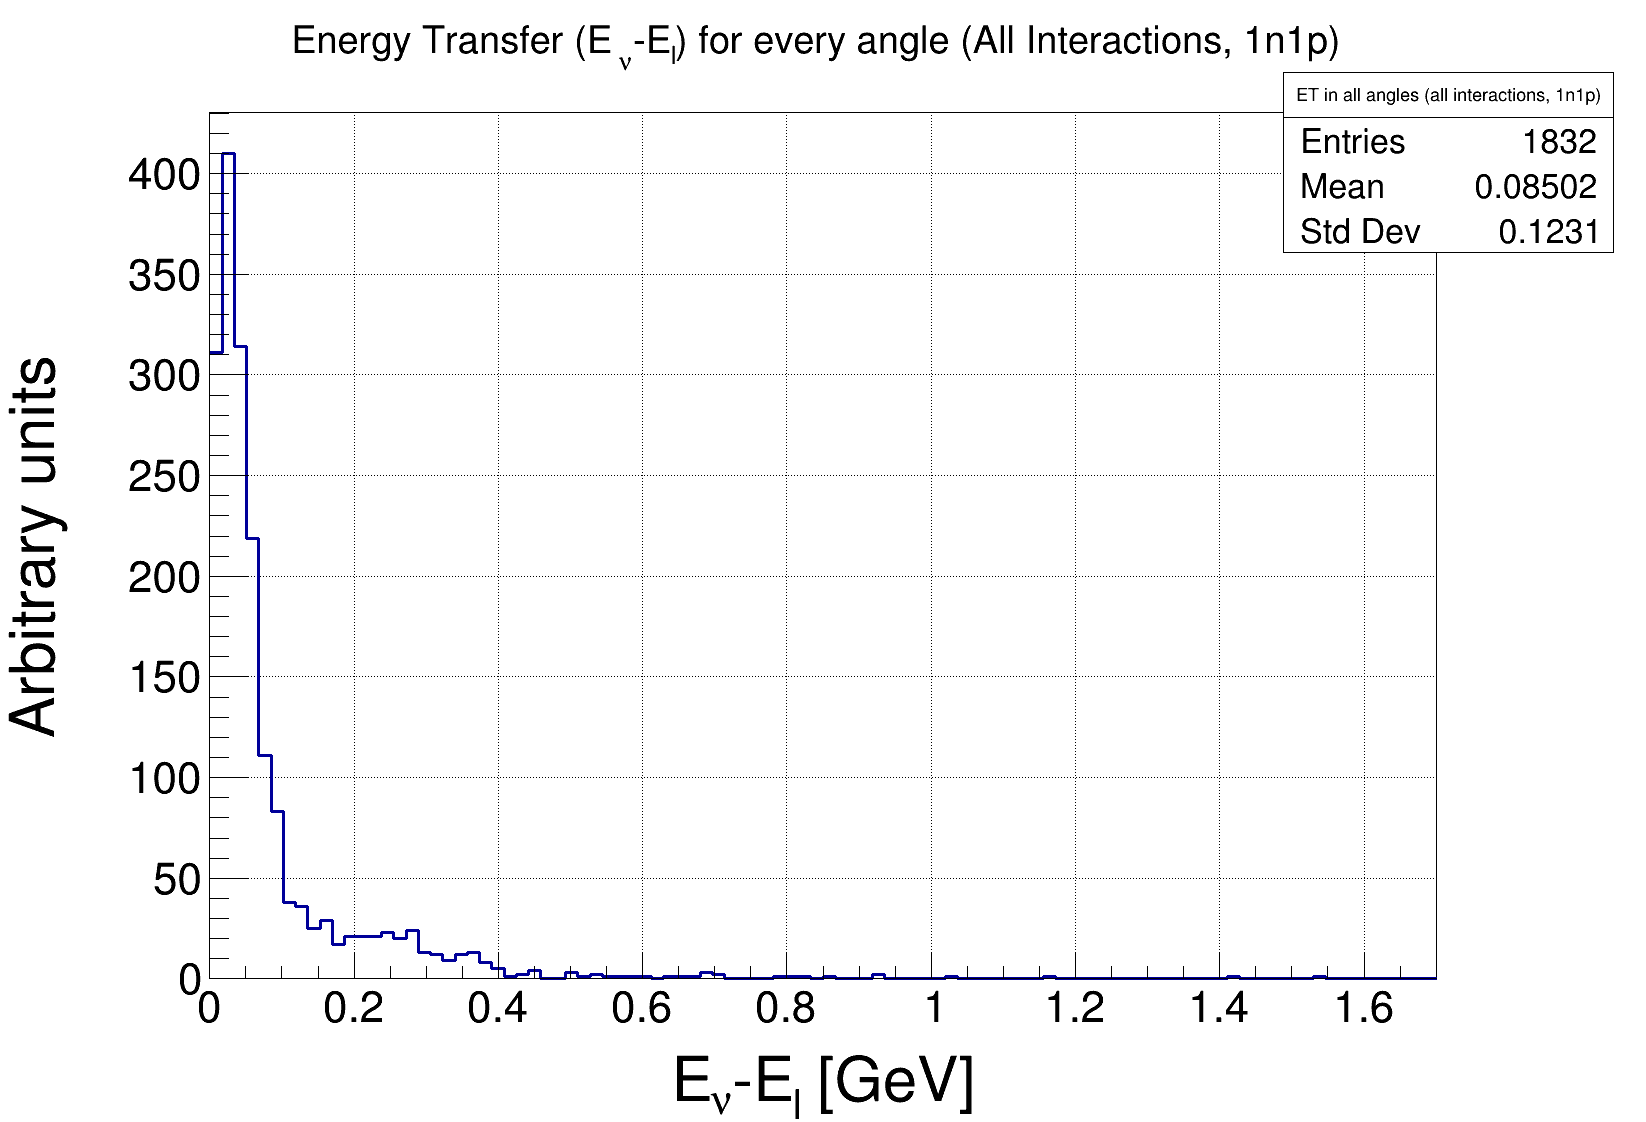 Energy Transfer (Eν-El) for every angle (All Interactions, 1n1p)
ET in all angles (all interactions, 1n1p)
Entries 1832
Mean 0.08502
Std Dev 0.1231
Arbitrary units
400
350
300
250
200
150
100
50
0
0 0.2 0.4 0.6 0.8 1 1.2 1.4 1.6
Eν-El [GeV]